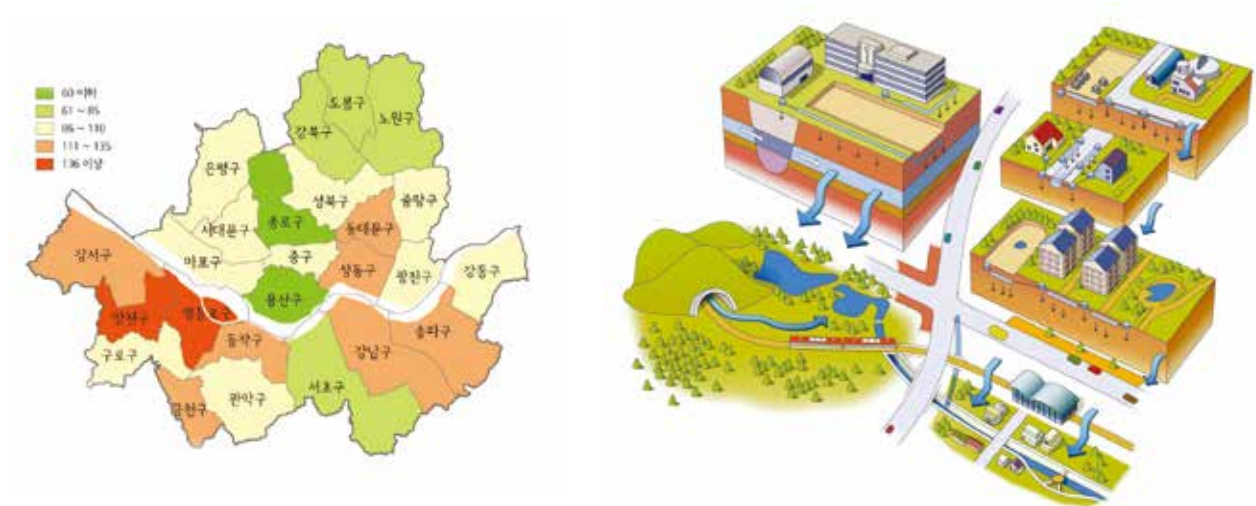 60 이하
61 ~ 85
86 ~ 110
111 ~ 135
136 이상
도봉구
노원구
강북구
은평구
성북구
중랑구
종로구
서대문구
동대문구
강서구
마포구
중구
성동구
광진구
강동구
용산구
양천구
영등포구
송파구
동작구
강남구
구로구
서초구
관악구
금천구